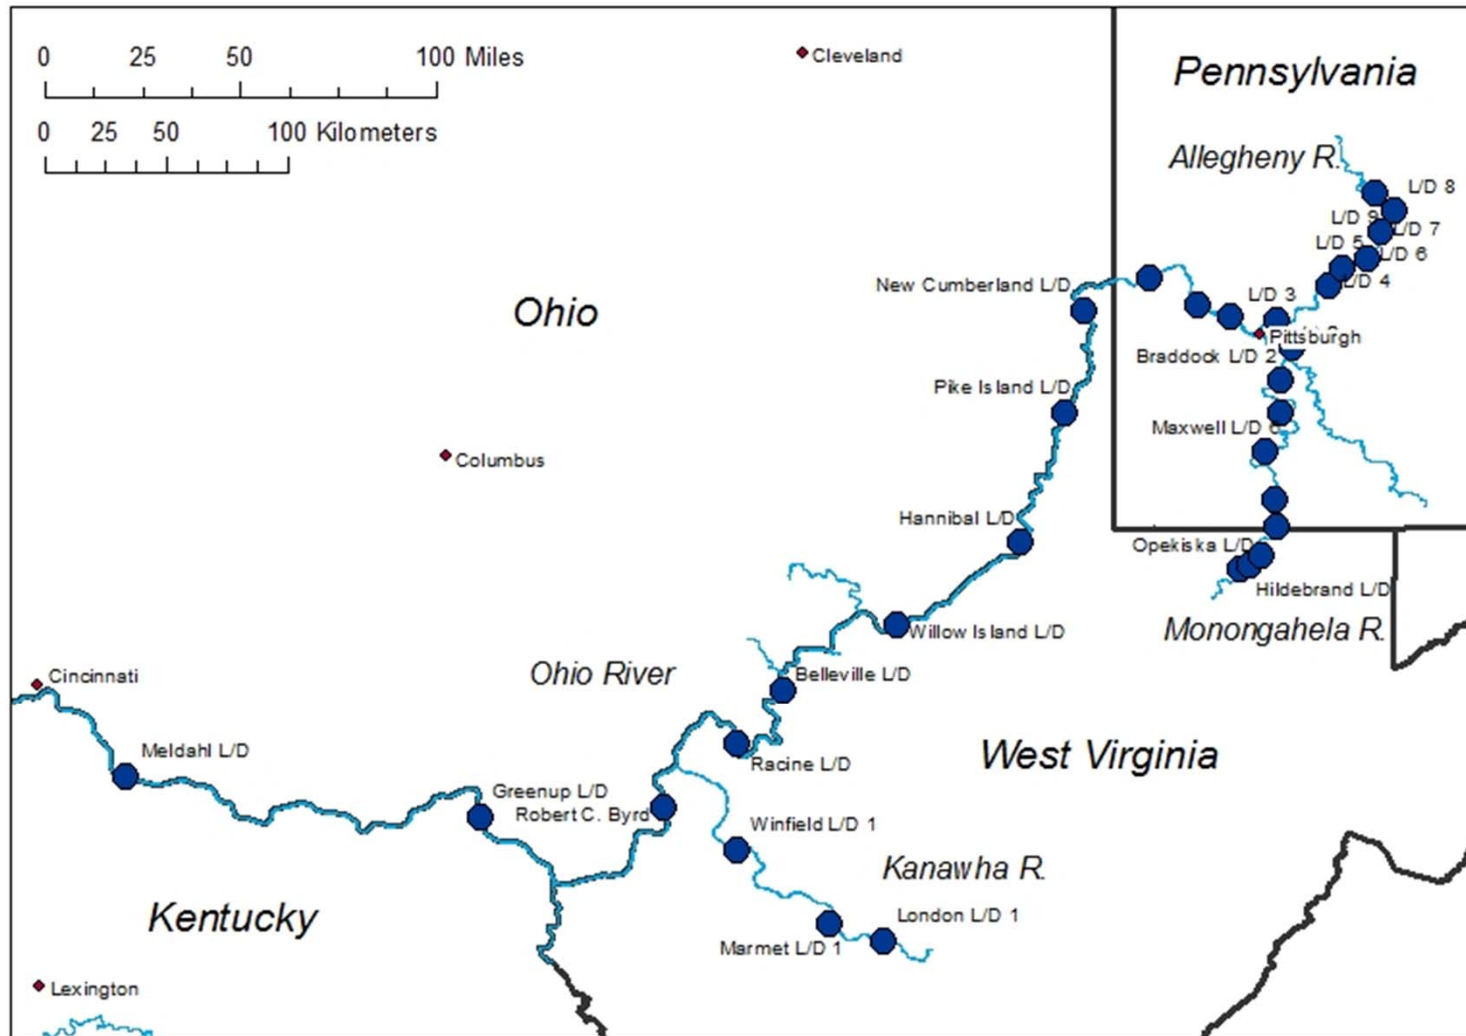 0 25 50 100 Miles
0 25 50 100 Kilometers
Cleveland
Pennsylvania
Allegheny R.
L/D 8
L/D 9
L/D 7
L/D 5
L/D 6
L/D 4
New Cumberland L/D
L/D 3
Ohio
Pittsburgh
Braddock L/D 2
Pike Island L/D
Maxwell L/D 6
Columbus
Hannibal L/D
Opekiska L/D
Hildebrand L/D
Willow Island L/D
Monongahela R.
Ohio River
Belleville L/D
Cincinnati
Meldahl L/D
Racine L/D
West Virginia
Greenup L/D
Robert C. Byrd
Winfield L/D 1
Kanawha R.
Kentucky
London L/D 1
Marmet L/D 1
Lexington